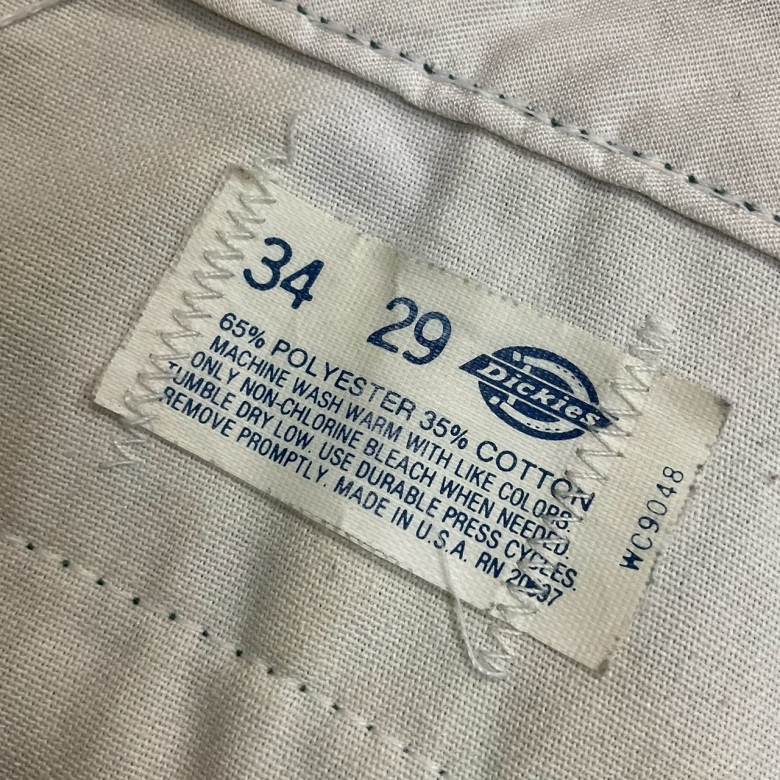 34 29
Dickies
65% POLYESTER 35% COTTON
MACHINE WASH WARM WITH LIKE COLORS.
ONLY NON-CHLORINE BLEACH WHEN NEEDED.
TUMBLE DRY LOW. USE DURABLE PRESS CYCLES.
REMOVE PROMPTLY. MADE IN U.S.A. RN 20697
WC9048